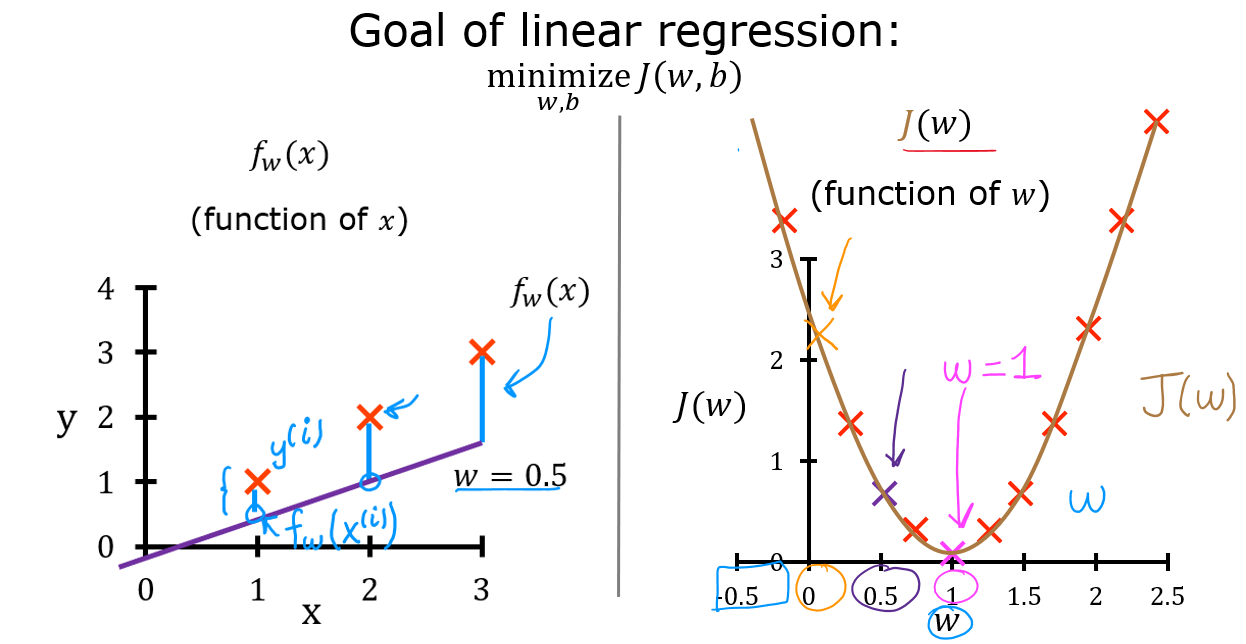 Goal of linear regression:
minimize J(w, b)
w,b
f_w(x)
(function of x)
f_w(x)
4
3
2
1
0
y
y^(i)
f_w(x^(i))
w = 0.5
0 1 2 3
x
J(w)
(function of w)
3
2
1
0
J(w)
w=1
J(w)
w
-0.5 0 0.5 1 1.5 2 2.5
w